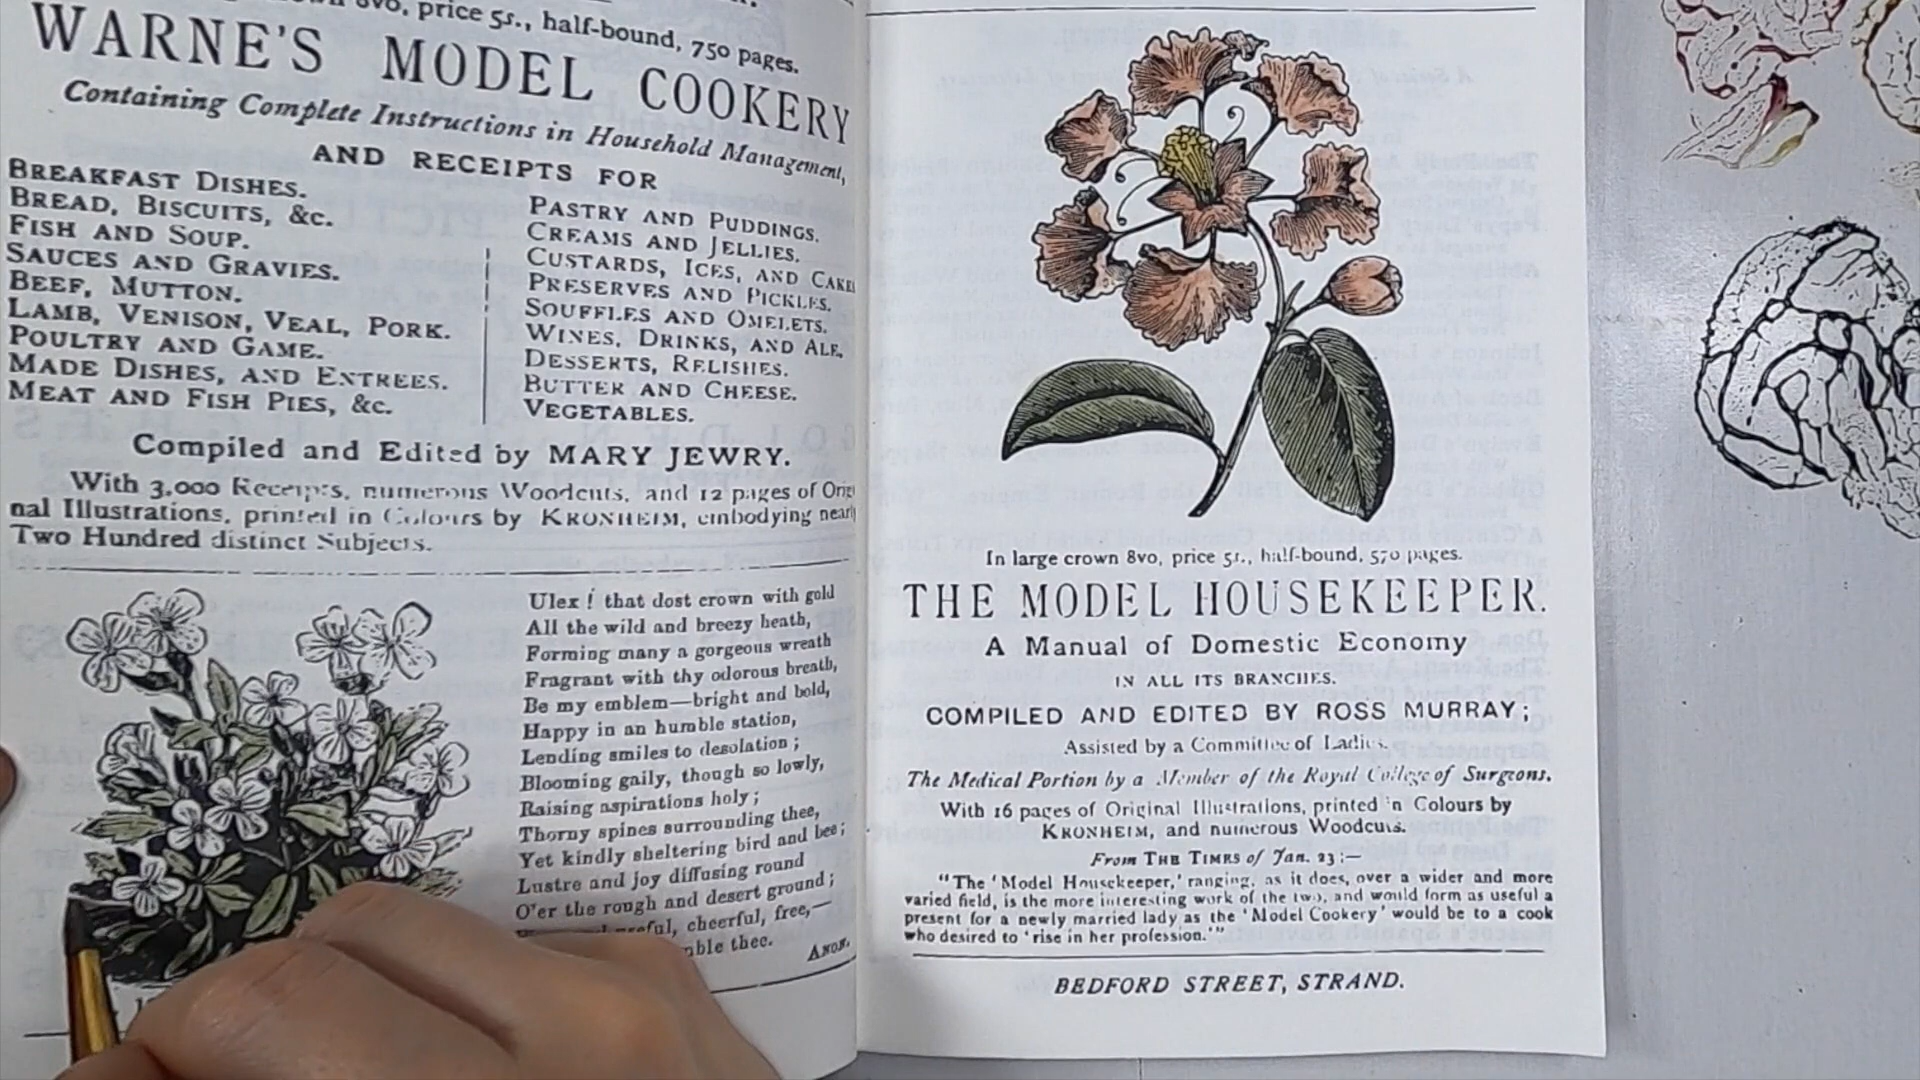 8vo, price 5s., half-bound, 750 pages.
WARNE'S MODEL COOKERY
Containing Complete Instructions in Household Management,
AND RECEIPTS FOR
BREAKFAST DISHES.
BREAD, BISCUITS, &c.
FISH AND SOUP.
SAUCES AND GRAVIES.
BEEF, MUTTON.
LAMB, VENISON, VEAL, PORK.
POULTRY AND GAME.
MADE DISHES, AND ENTREES.
MEAT AND FISH PIES, &c.
PASTRY AND PUDDINGS.
CREAMS AND JELLIES.
CUSTARDS, ICES, AND CAKE
PRESERVES AND PICKLES.
SOUFFLES AND OMELETS.
WINES, DRINKS, AND ALE,
DESSERTS, RELISHES.
BUTTER AND CHEESE.
VEGETABLES.
Compiled and Edited by MARY JEWRY.
With 3,000 Receipts, numerous Woodcuts, and 12 pages of Orig
nal Illustrations, printed in Colours by KRONHEIM, embodying nearly
Two Hundred distinct Subjects.
Ulex! that dost crown with gold
All the wild and breezy heath,
Forming many a gorgeous wreath
Fragrant with thy odorous breath,
Be my emblem—bright and bold,
Happy in an humble station,
Lending smiles to desolation;
Blooming gaily, though so lowly,
Raising aspirations holy;
Thorny spines surrounding thee,
Yet kindly sheltering bird and bee;
Lustre and joy diffusing round
O'er the rough and desert ground;
cheerful, free,—
thee.
ANON.
In large crown 8vo, price 5s., half-bound, 570 pages.
THE MODEL HOUSEKEEPER.
A Manual of Domestic Economy
IN ALL ITS BRANCHES.
COMPILED AND EDITED BY ROSS MURRAY;
Assisted by a Committee of Ladies.
The Medical Portion by a Member of the Royal College of Surgeons.
With 16 pages of Original Illustrations, printed in Colours by
KRONHEIM, and numerous Woodcuts.
From THE TIMES of Jan. 23:—
"The 'Model Housekeeper,' ranging, as it does, over a wider and more
varied field, is the more interesting work of the two, and would form as useful a
present for a newly married lady as the 'Model Cookery' would be to a cook
who desired to 'rise in her profession.'"
BEDFORD STREET, STRAND.